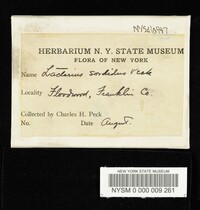 HERBARIUM N. Y. STATE MUSEUM
FLORA OF NEW YORK
Name Lactarius sordidus Peck
Locality Floodwood, Franklin Co.
Collected by Charles H. Peck
No. Date August.
NEW YORK STATE MUSEUM
NYSM 0 000 009 261